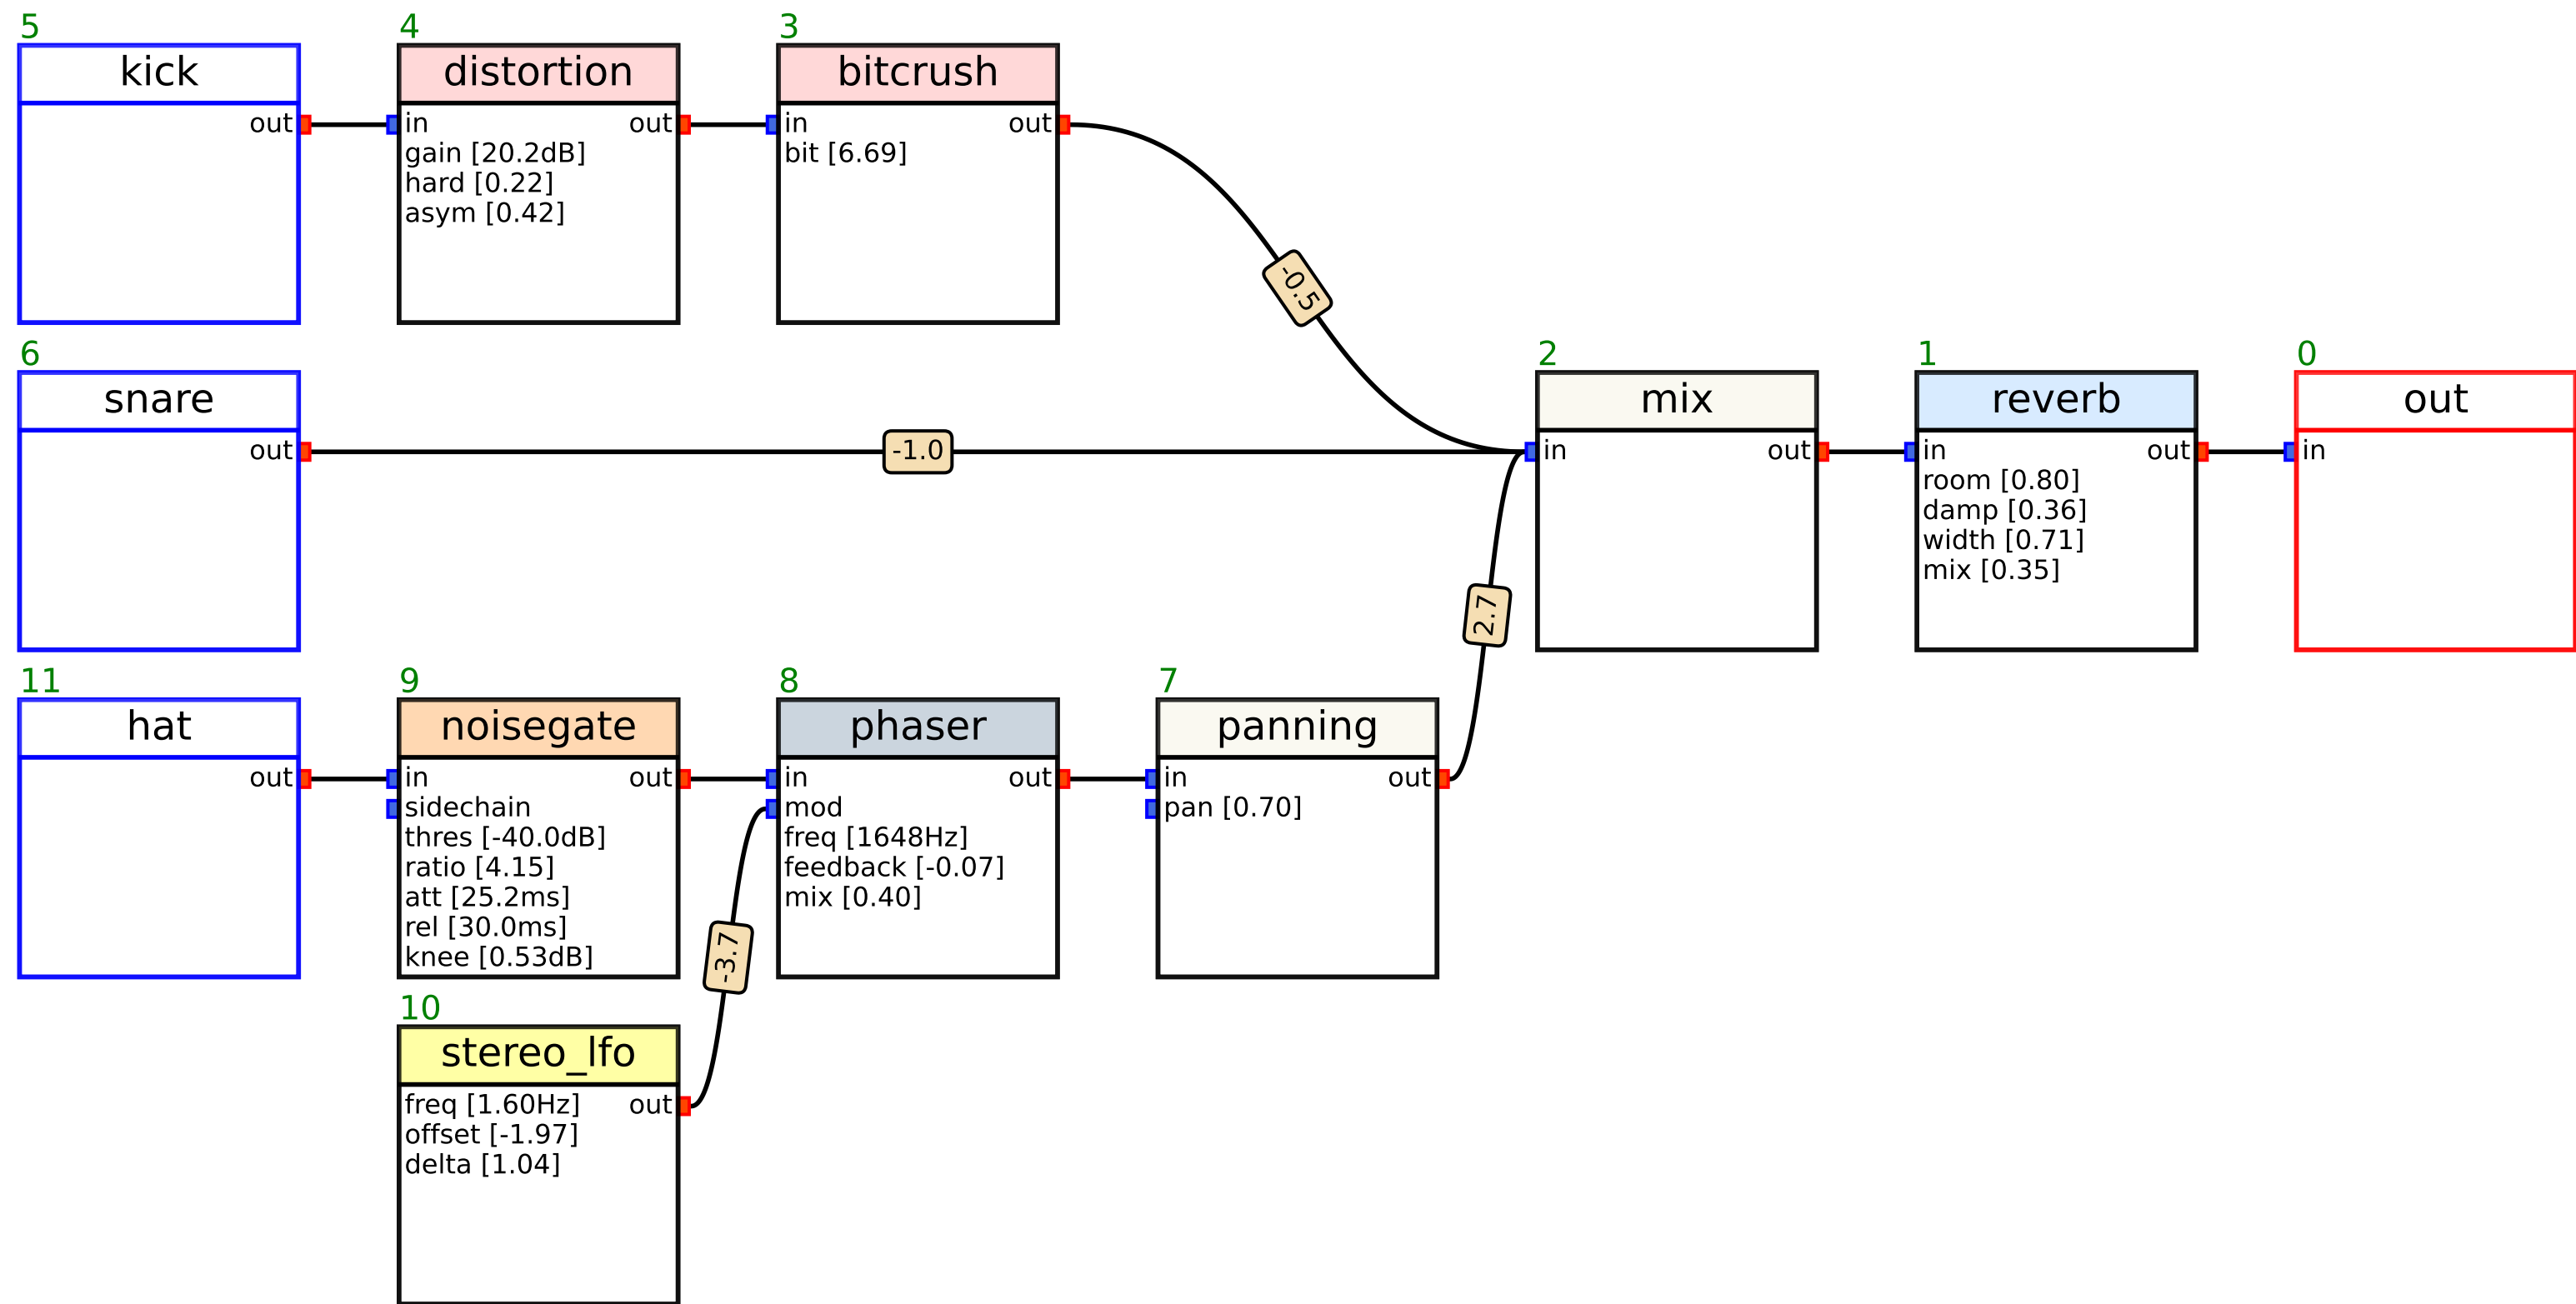 5
kick
out
4
distortion
in out
gain [20.2dB]
hard [0.22]
asym [0.42]
3
bitcrush
in out
bit [6.69]
-0.5
6
snare
out
-1.0
2
mix
in out
1
reverb
in out
room [0.80]
damp [0.36]
width [0.71]
mix [0.35]
0
out
in
11
hat
out
9
noisegate
in out
sidechain
thres [-40.0dB]
ratio [4.15]
att [25.2ms]
rel [30.0ms]
knee [0.53dB]
-3.7
8
phaser
in out
mod
freq [1648Hz]
feedback [-0.07]
mix [0.40]
7
panning
in out
pan [0.70]
2.7
10
stereo_lfo
freq [1.60Hz] out
offset [-1.97]
delta [1.04]